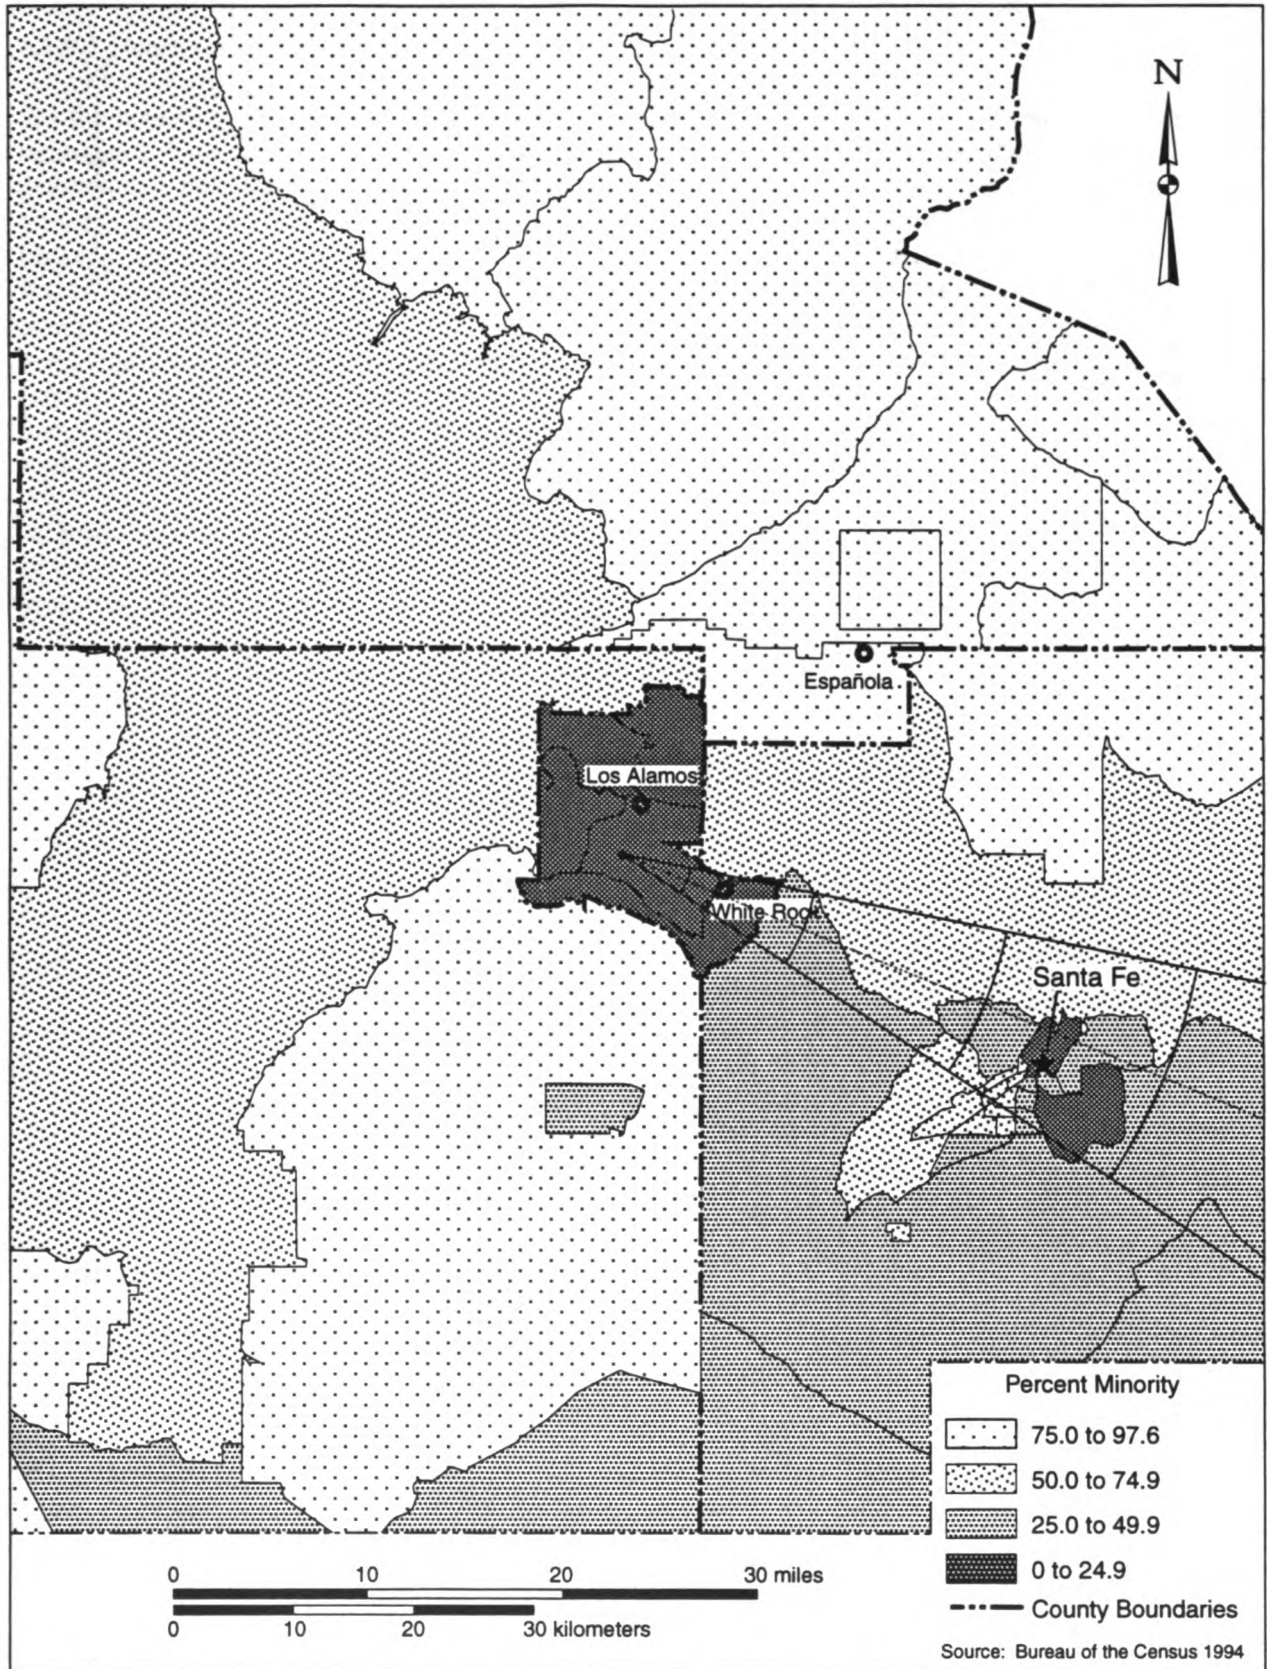 N
Española
Los Alamos
White Rock
Santa Fe
Percent Minority
75.0 to 97.6
50.0 to 74.9
25.0 to 49.9
0 to 24.9
County Boundaries
0 10 20 30 miles
0 10 20 30 kilometers
Source: Bureau of the Census 1994